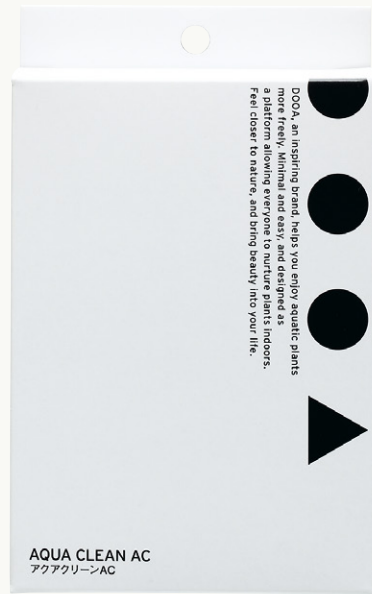 DOOA, an inspiring brand, helps you enjoy aquatic plants
more freely. Minimal and easy, and designed as
a platform allowing everyone to nurture plants indoors.
Feel closer to nature, and bring beauty into your life.
AQUA CLEAN AC
アクアクリーンAC